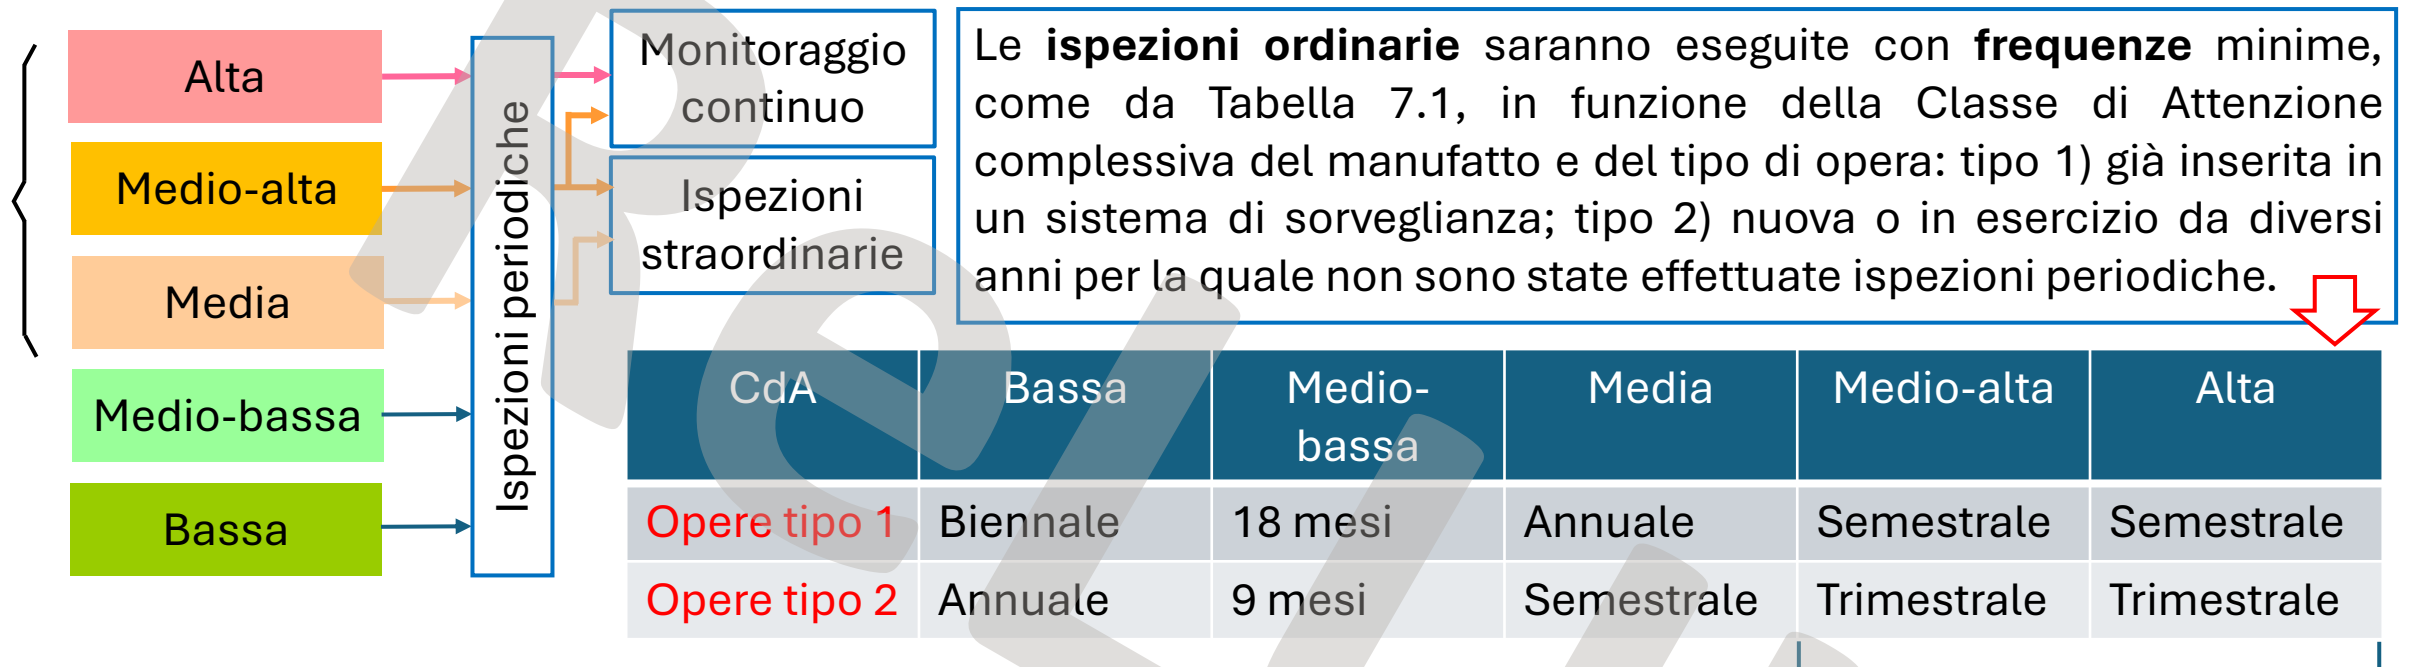 Alta
Medio-alta
Media
Medio-bassa
Bassa
Ispezioni periodiche
Monitoraggio
continuo
Ispezioni
straordinarie
Le ispezioni ordinarie saranno eseguite con frequenze minime,
come da Tabella 7.1, in funzione della Classe di Attenzione
complessiva del manufatto e del tipo di opera: tipo 1) già inserita in
un sistema di sorveglianza; tipo 2) nuova o in esercizio da diversi
anni per la quale non sono state effettuate ispezioni periodiche.
CdA Bassa Medio- Media Medio-alta Alta
bassa
Opere tipo 1 Biennale 18 mesi Annuale Semestrale Semestrale
Opere tipo 2 Annuale 9 mesi Semestrale Trimestrale Trimestrale